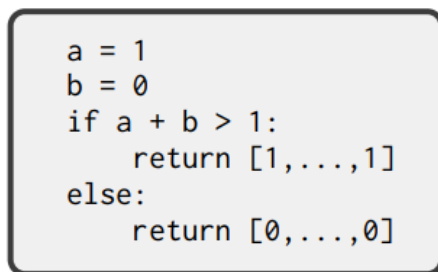 a = 1
b = 0
if a + b > 1:
    return [1,...,1]
else:
    return [0,...,0]